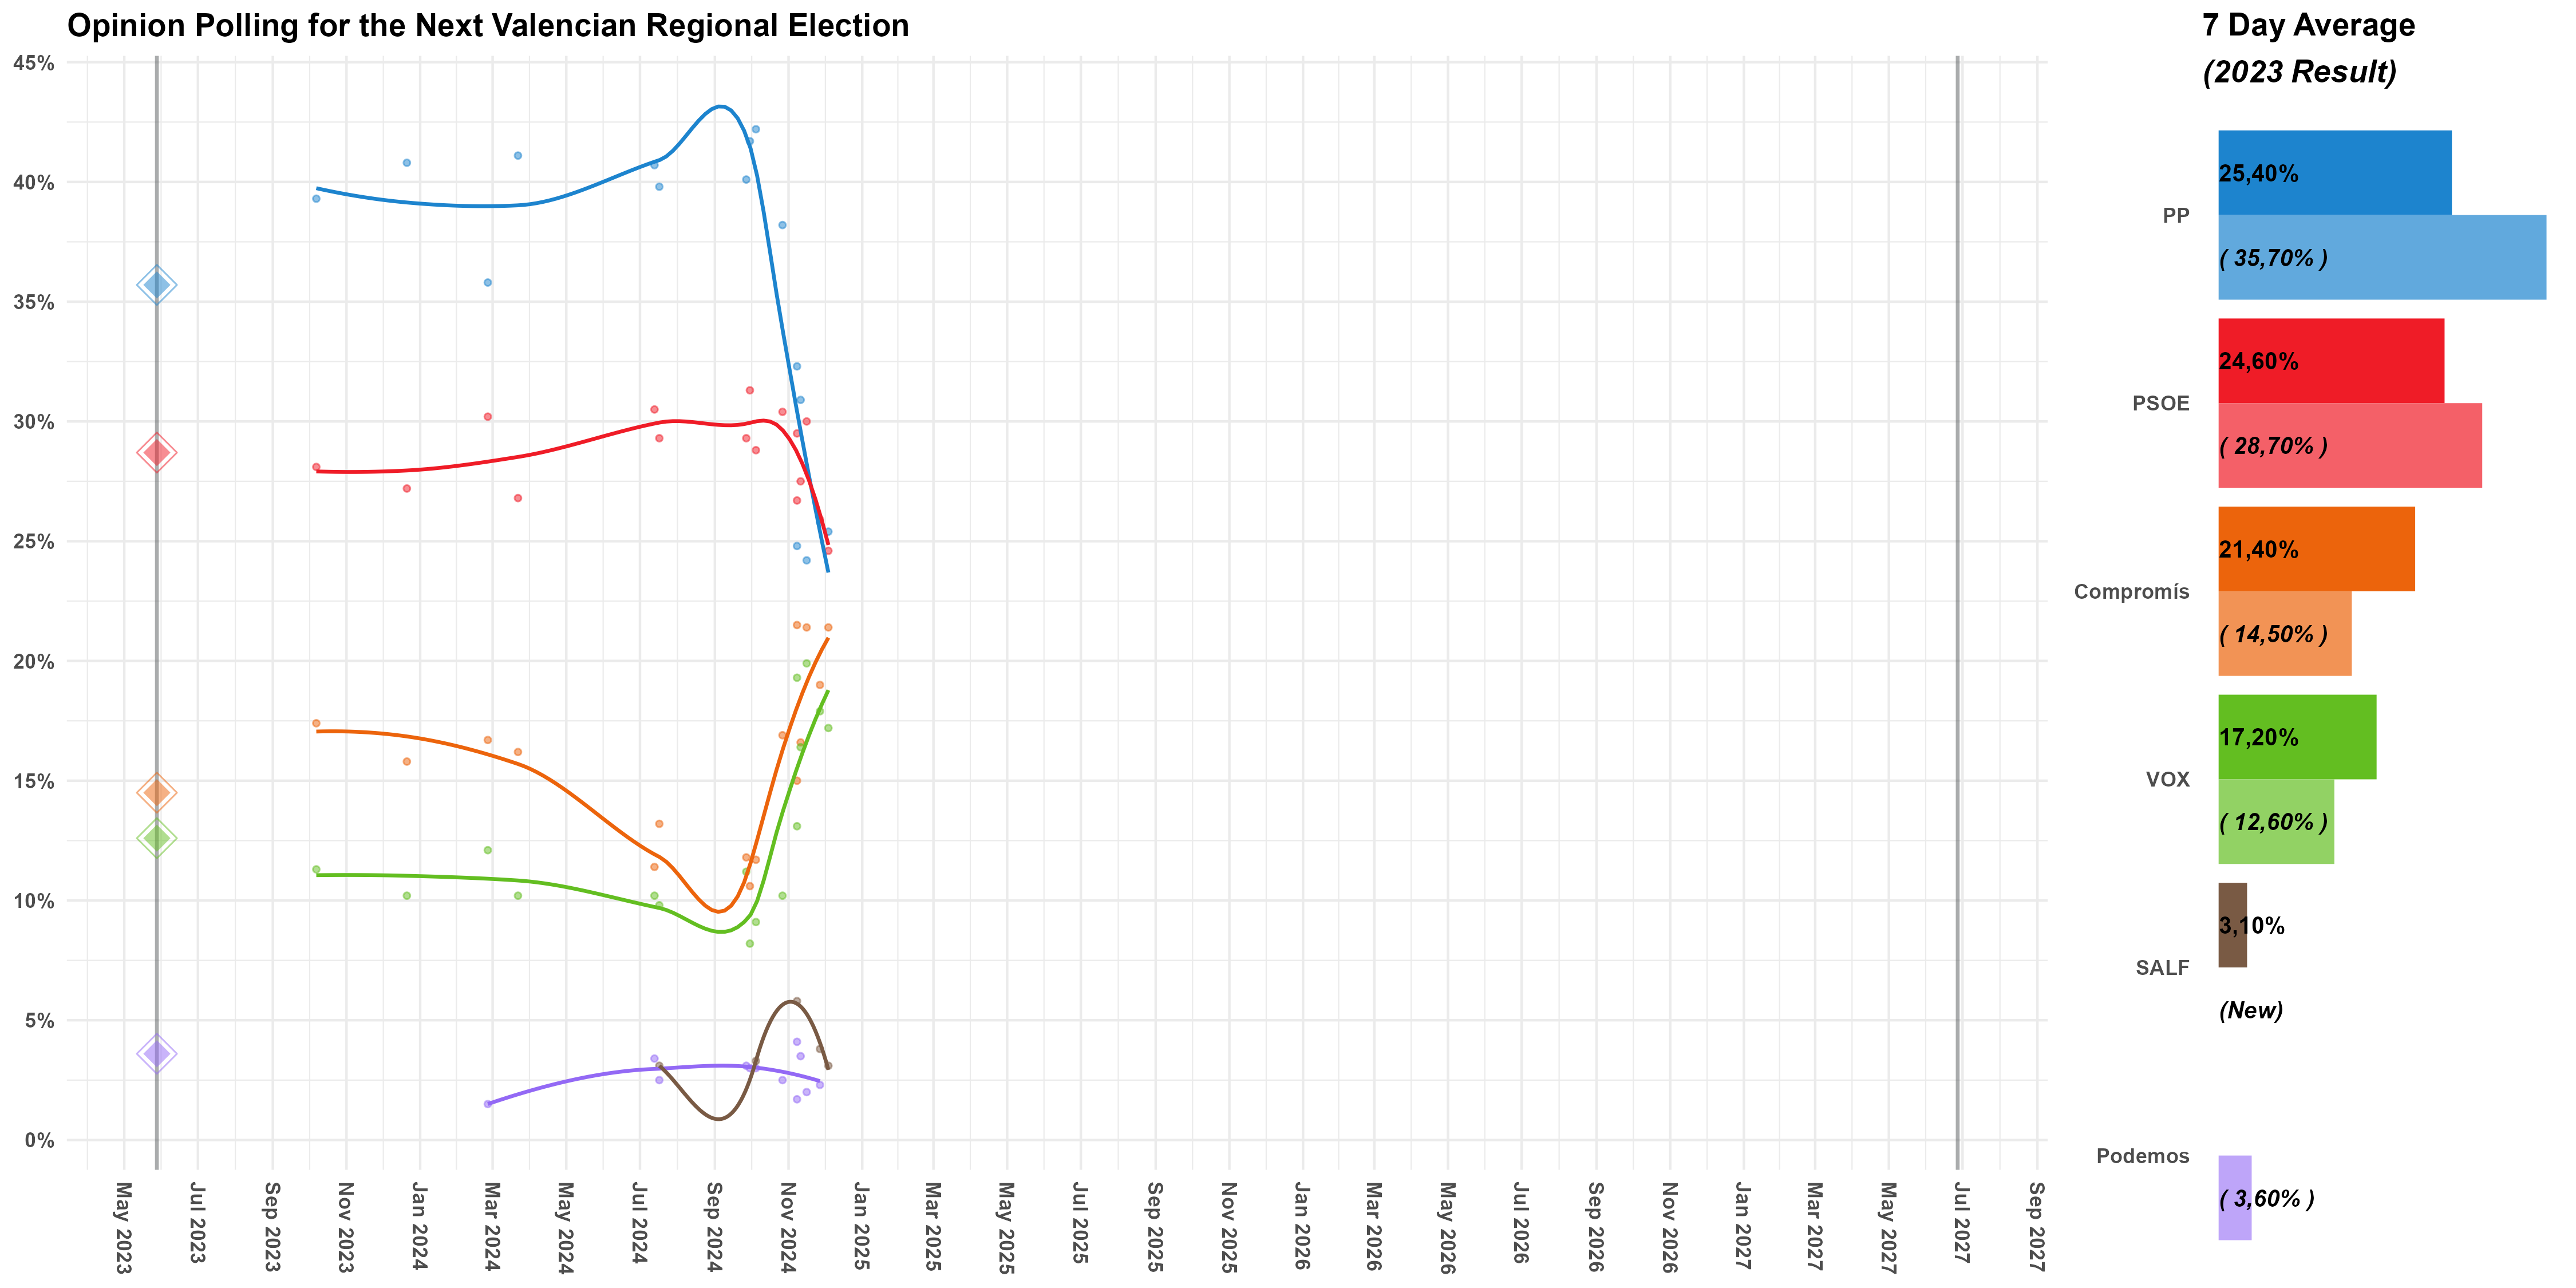 Opinion Polling for the Next Valencian Regional Election
45%
40%
35%
30%
25%
20%
15%
10%
5%
0%
May 2023
Jul 2023
Sep 2023
Nov 2023
Jan 2024
Mar 2024
May 2024
Jul 2024
Sep 2024
Nov 2024
Jan 2025
Mar 2025
May 2025
Jul 2025
Sep 2025
Nov 2025
Jan 2026
Mar 2026
May 2026
Jul 2026
Sep 2026
Nov 2026
Jan 2027
Mar 2027
May 2027
Jul 2027
Sep 2027
7 Day Average
(2023 Result)
PP
25,40%
( 35,70% )
PSOE
24,60%
( 28,70% )
Compromís
21,40%
( 14,50% )
VOX
17,20%
( 12,60% )
SALF
3,10%
(New)
Podemos
( 3,60% )